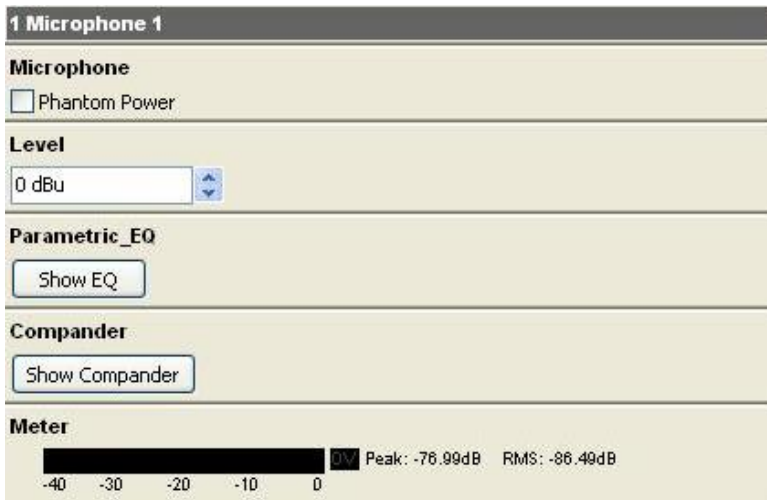 1 Microphone 1
Microphone
Phantom Power
Level
0 dBu
Parametric_EQ
Show EQ
Compander
Show Compander
Meter
OV Peak: -76.99dB RMS: -86.49dB
-40 -30 -20 -10 0